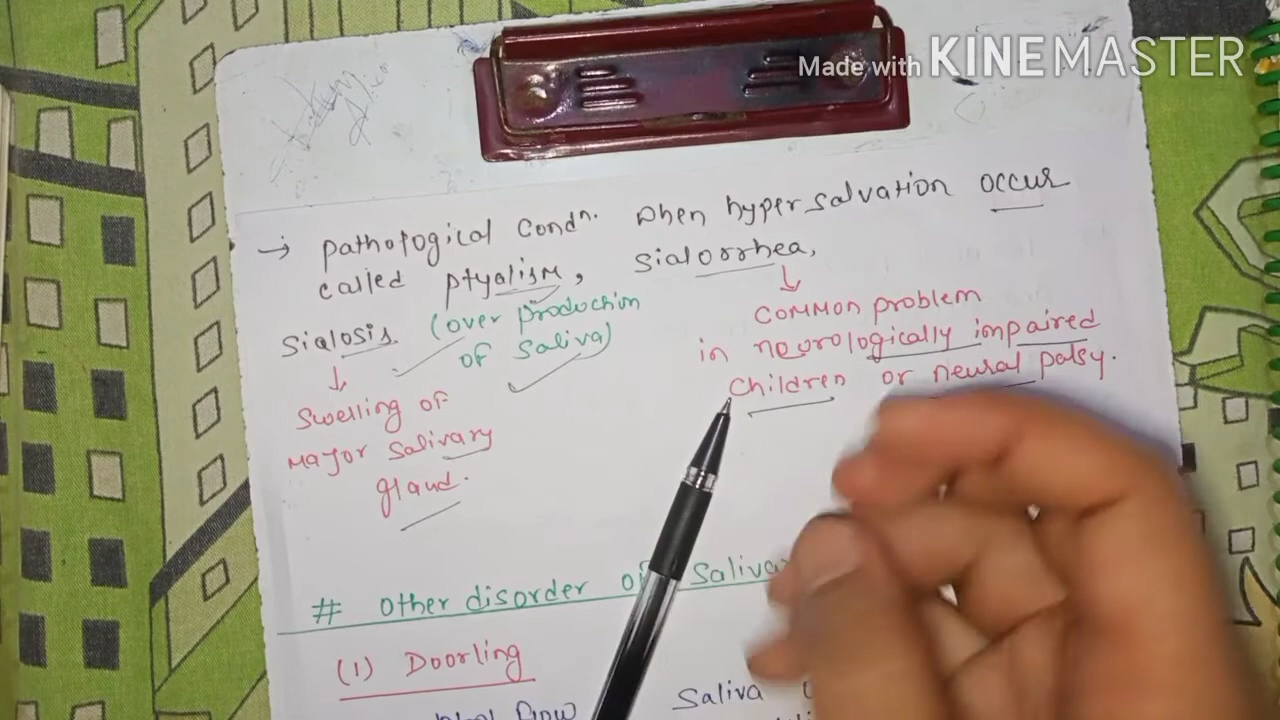 Made with KINEMASTER
→ pathological Condn. When hypersalvation occur
called ptyalism, sialorrhea,
Sialosis (over production of saliva)
↓
Swelling of
Major Salivary
gland.
↓
common problem
in neurologically impaired
Children or neural palsy.
# Other disorder of Saliva
(1) Doorling
flow Saliva